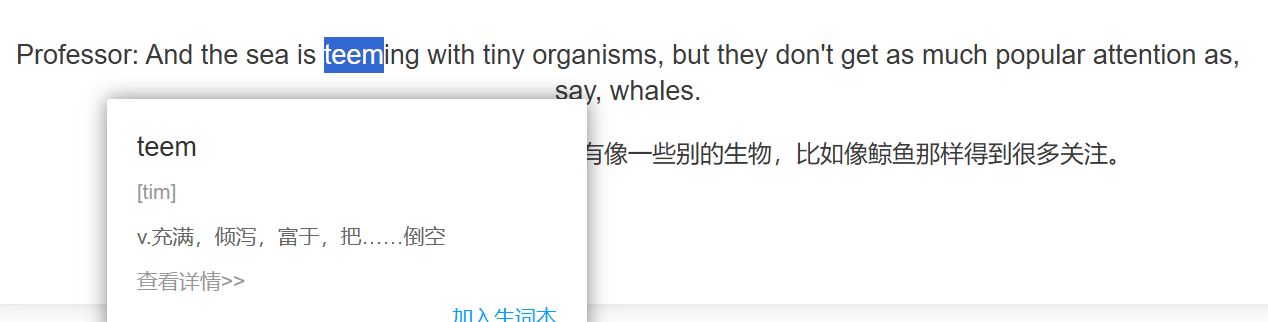 Professor: And the sea is teeming with tiny organisms, but they don't get as much popular attention as,
say, whales.
有像一些别的生物，比如像鲸鱼那样得到很多关注。
teem
[tim]
v.充满，倾泻，富于，把……倒空
查看详情>>
加入生词本